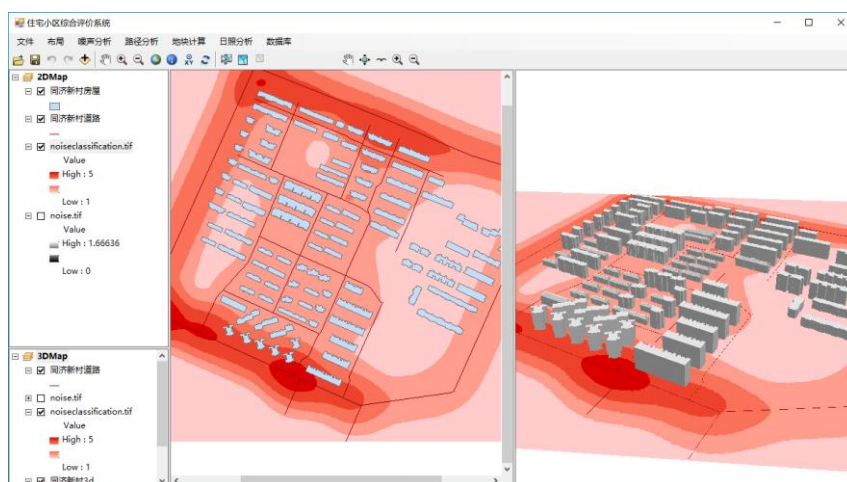 住宅小区综合评价系统
文件 布局 噪声分析 路径分析 地块计算 日照分析 数据库
XY
2DMap
同济新村房屋
同济新村道路
noiseclassification.tif
Value
High : 5
Low : 1
noise.tif
Value
High : 1.66636
Low : 0
3DMap
同济新村道路
noise.tif
noiseclassification.tif
Value
High : 5
Low : 1
同济新村3d